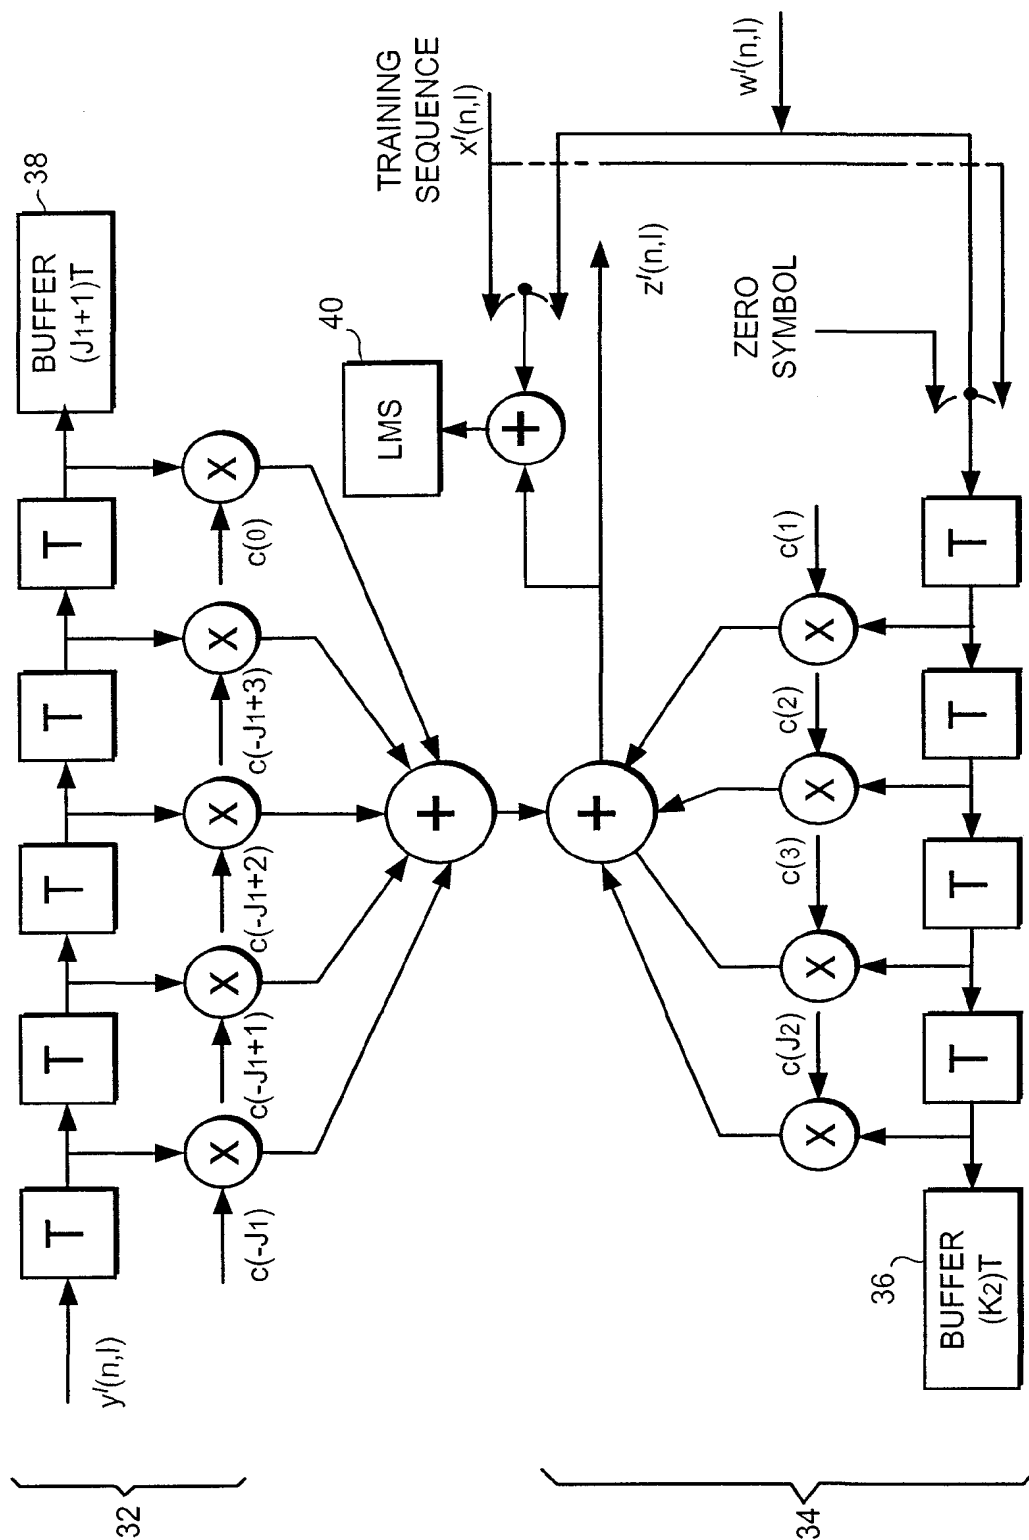 y'(n,l)
T
T
T
T
T
BUFFER
(J1+1)T
38
32
X
X
X
X
X
c(-J1)
c(-J1+1)
c(-J1+2)
c(-J1+3)
c(0)
+
LMS
40
TRAINING
SEQUENCE
x'(n,l)
+
+
z'(n,l)
w'(n,l)
ZERO
SYMBOL
c(J2)
c(3)
c(2)
c(1)
X
X
X
X
34
36
BUFFER
(K2)T
T
T
T
T